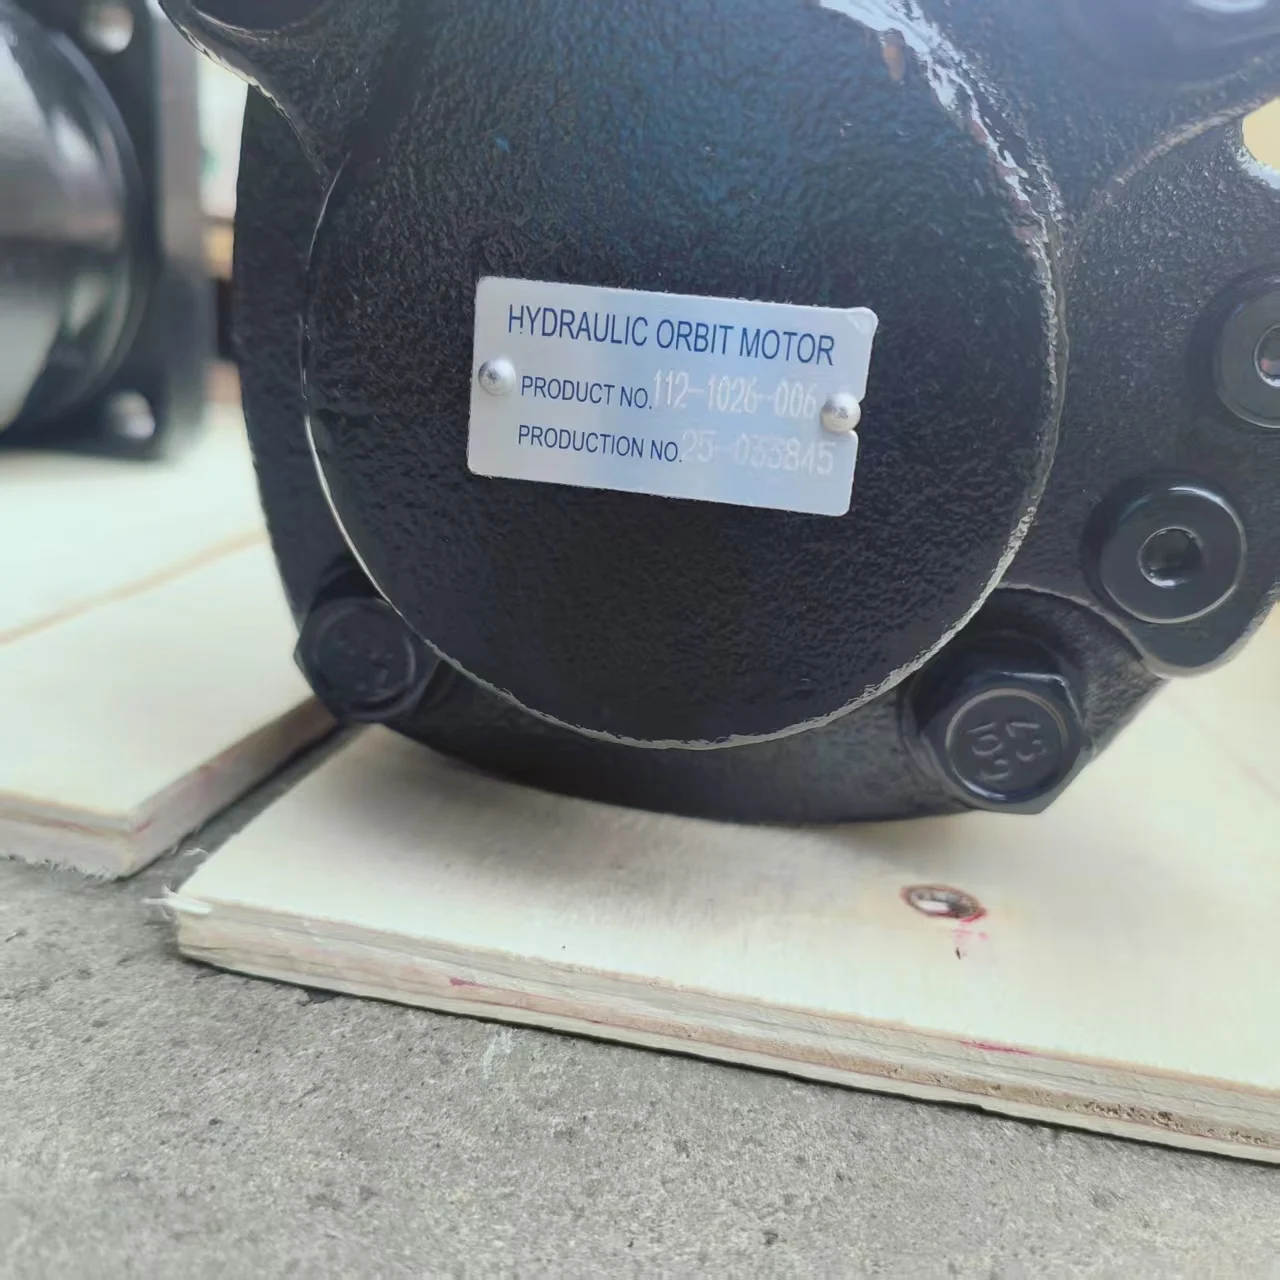 HYDRAULIC ORBIT MOTOR
PRODUCT NO. 112-1026-006
PRODUCTION NO. 25-033845